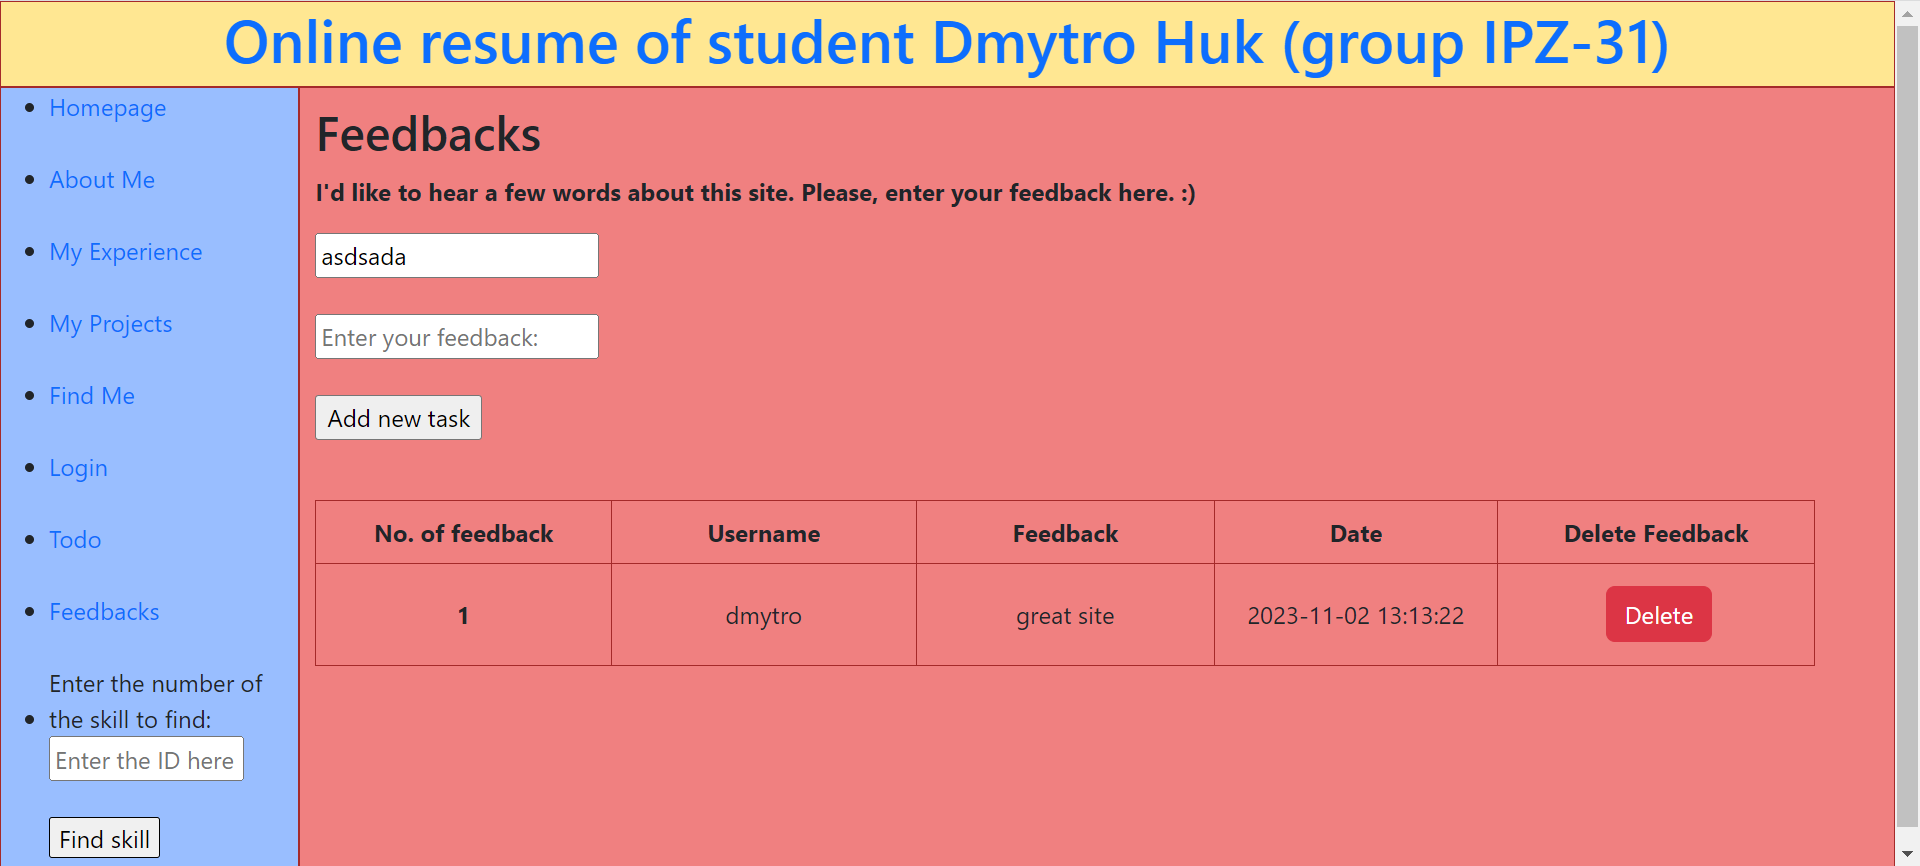 Online resume of student Dmytro Huk (group IPZ-31)
Homepage
About Me
My Experience
My Projects
Find Me
Login
Todo
Feedbacks
Enter the number of
the skill to find:
Enter the ID here
Find skill
Feedbacks
I'd like to hear a few words about this site. Please, enter your feedback here. :)
asdsada
Enter your feedback:
Add new task
No. of feedback Username Feedback Date Delete Feedback
1 dmytro great site 2023-11-02 13:13:22 Delete